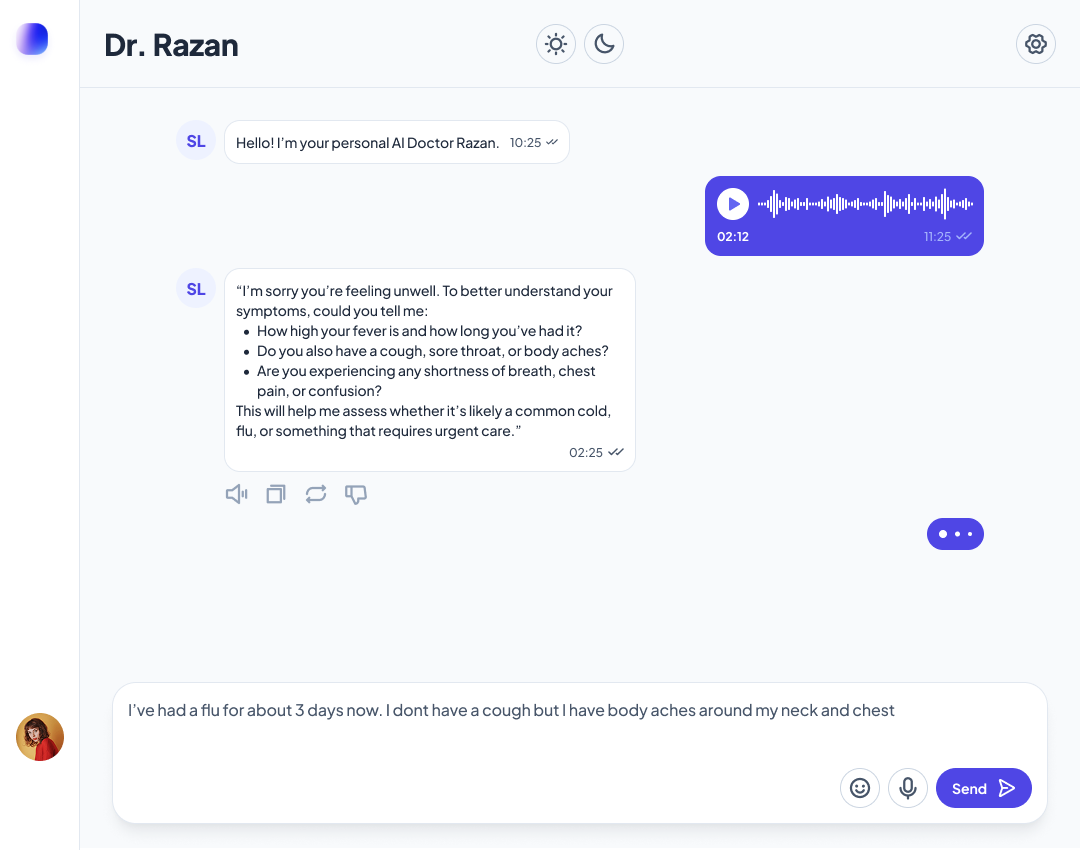 Dr. Razan
SL
Hello! I’m your personal AI Doctor Razan. 10:25
02:12 11:25
SL
“I’m sorry you’re feeling unwell. To better understand your
symptoms, could you tell me:
• How high your fever is and how long you’ve had it?
• Do you also have a cough, sore throat, or body aches?
• Are you experiencing any shortness of breath, chest
pain, or confusion?
This will help me assess whether it’s likely a common cold,
flu, or something that requires urgent care.”
02:25
I’ve had a flu for about 3 days now. I dont have a cough but I have body aches around my neck and chest
Send